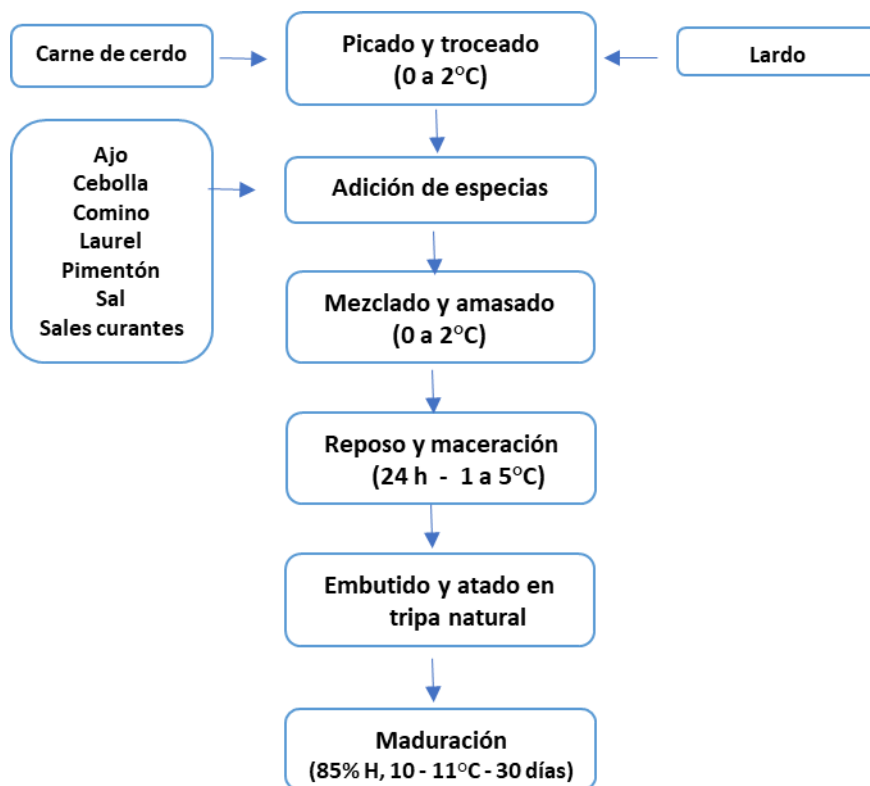 Carne de cerdo
Picado y troceado
(0 a 2°C)
Lardo
Ajo
Cebolla
Comino
Laurel
Pimentón
Sal
Sales curantes
Adición de especias
Mezclado y amasado
(0 a 2°C)
Reposo y maceración
(24 h - 1 a 5°C)
Embutido y atado en
tripa natural
Maduración
(85% H, 10 - 11°C - 30 días)